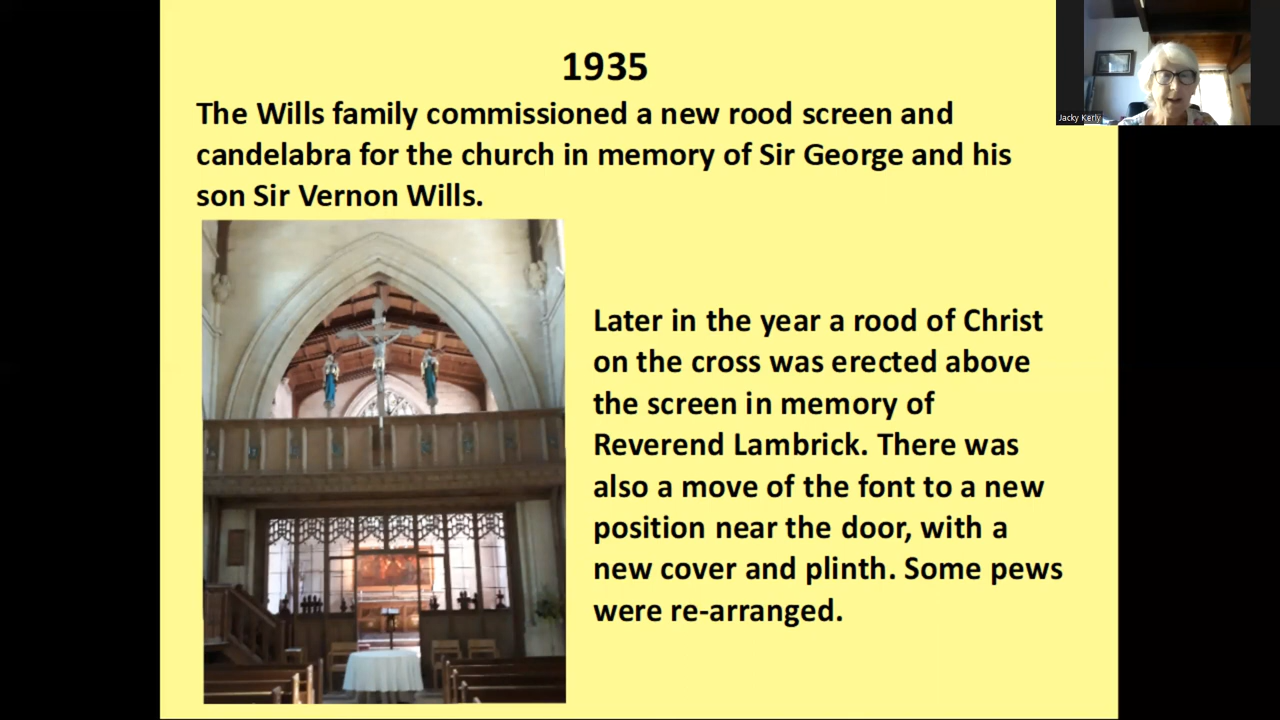 1935
The Wills family commissioned a new rood screen and
candelabra for the church in memory of Sir George and his
son Sir Vernon Wills.
Later in the year a rood of Christ
on the cross was erected above
the screen in memory of
Reverend Lambrick. There was
also a move of the font to a new
position near the door, with a
new cover and plinth. Some pews
were re-arranged.
Jacky Kerly